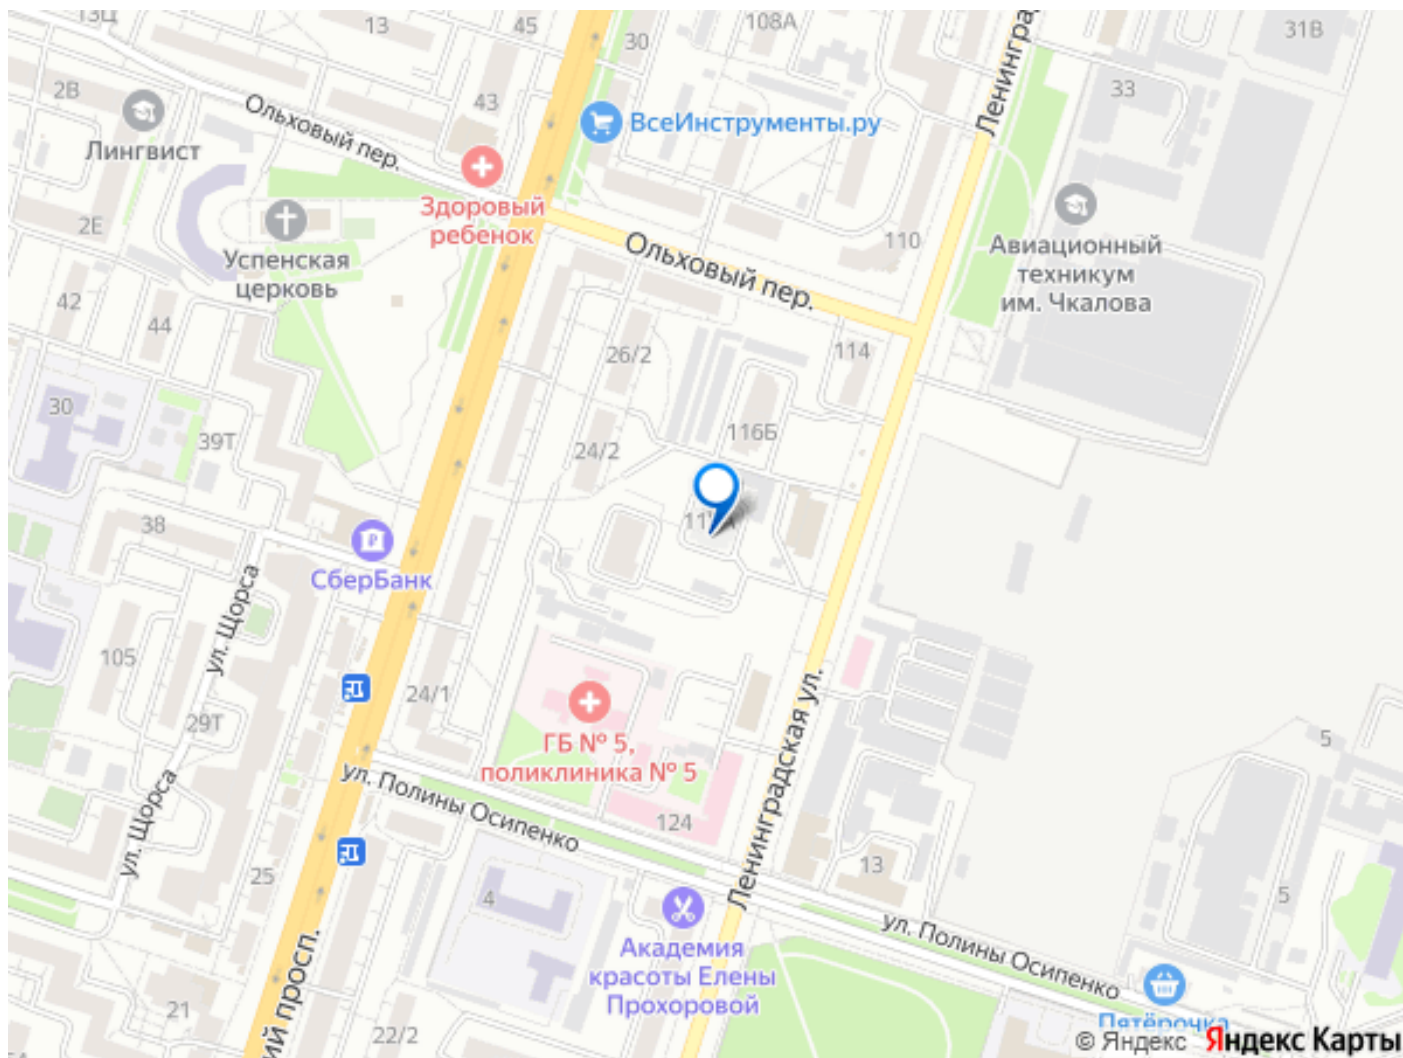 13Ц
13
45
30
108А
Ленингра
31В
2В
43
33
Ольховый пер.
ВсеИнструменты.ру
Лингвист
Здоровый
ребенок
2Е
Успенская
церковь
Ольховый пер.
110
Авиационный
техникум
им. Чкалова
42
44
26/2
114
30
39Т
24/2
116Б
38
СберБанк
ул. Щорса
105
24/1
29Т
ГБ № 5,
поликлиника № 5
Ленинградская ул.
5
ул. Полины Осипенко
124
ул. Щорса
25
13
4
5
Академия
красоты Елены
Прохоровой
ул. Полины Осипенко
ий просп.
21
22/2
Пятёрочка
© Яндекс Яндекс Карты